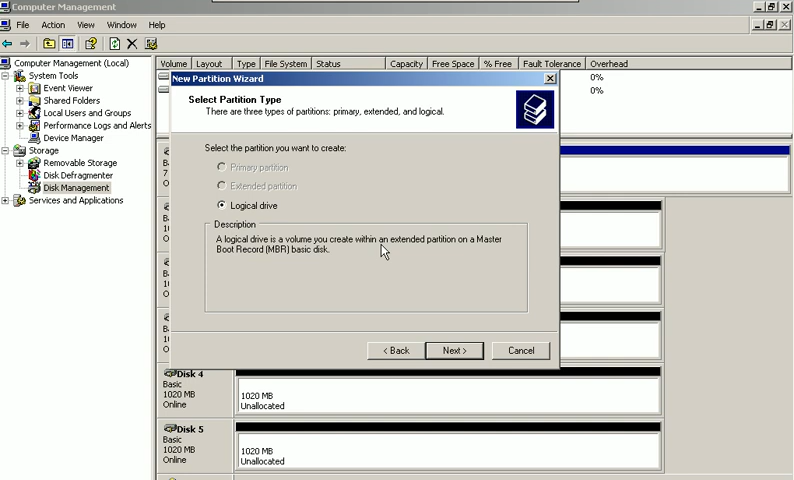 Computer Management
File Action View Window Help
Computer Management (Local)
System Tools
Event Viewer
Shared Folders
Local Users and Groups
Performance Logs and Alerts
Device Manager
Storage
Removable Storage
Disk Defragmenter
Disk Management
Services and Applications
Volume Layout Type File System Status Capacity Free Space % Free Fault Tolerance Overhead
0%
0%
New Partition Wizard
Select Partition Type
There are three types of partitions: primary, extended, and logical.
Select the partition you want to create:
Primary partition
Extended partition
Logical drive
Description
A logical drive is a volume you create within an extended partition on a Master
Boot Record (MBR) basic disk.
< Back Next > Cancel
Disk 4
Basic
1020 MB
Online
1020 MB
Unallocated
Disk 5
Basic
1020 MB
Online
1020 MB
Unallocated